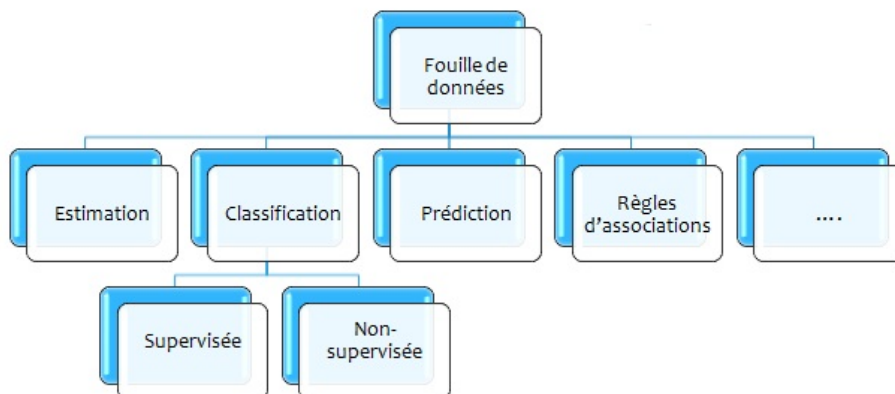 Fouille de
données
Estimation
Classification
Prédiction
Règles
d'associations
....
Supervisée
Non-
supervisée